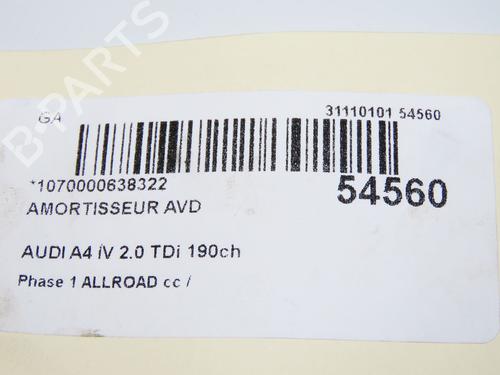 GA
31110101 54560
*1070000638322
54560
AMORTISSEUR AVD
AUDI A4 iV 2.0 TDi 190ch
Phase 1 ALLROAD cc /
B-PARTS